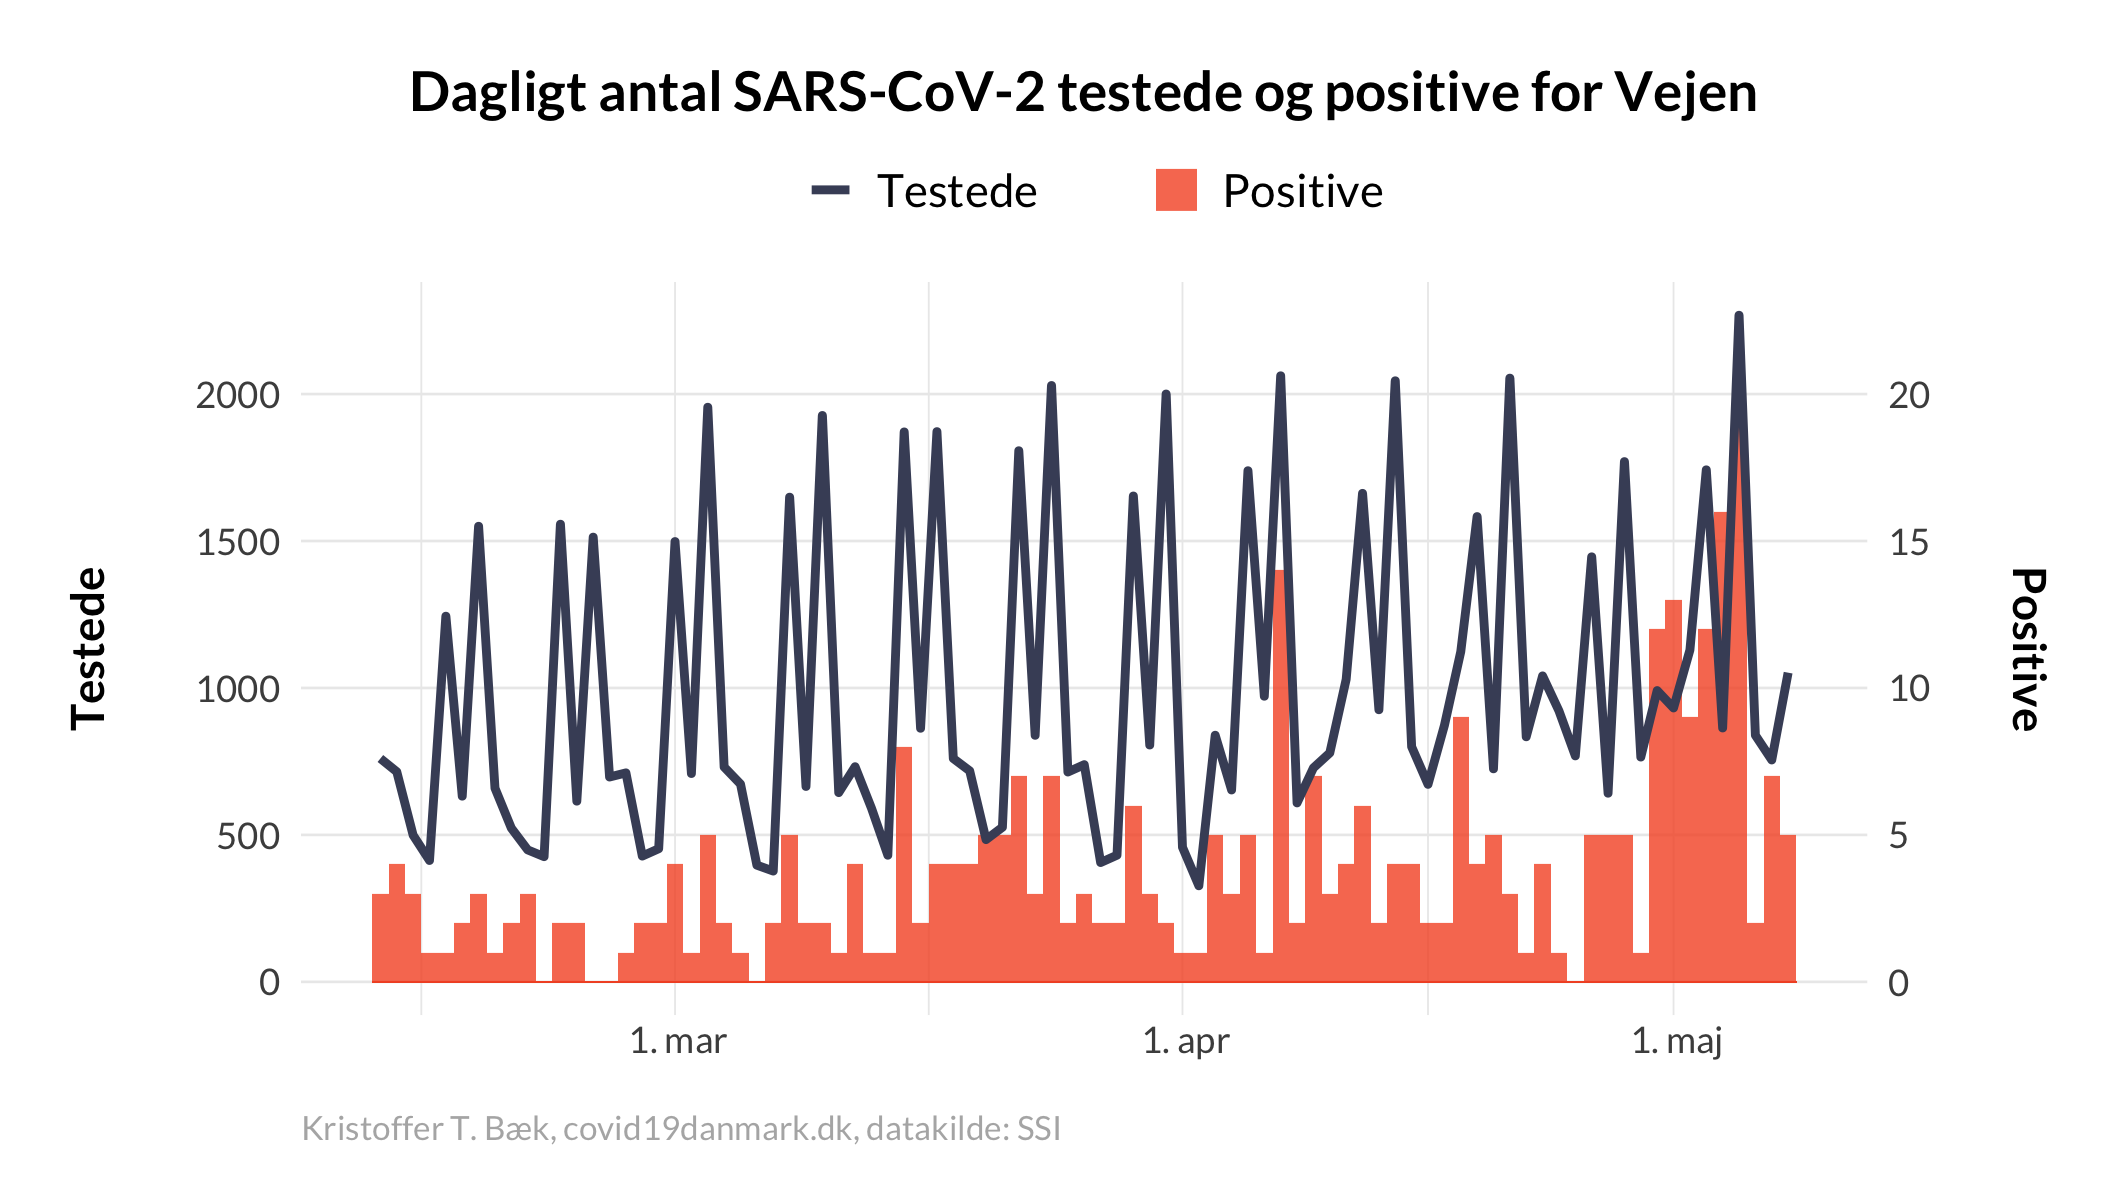 Dagligt antal SARS-CoV-2 testede og positive for Vejen
Testede
Positive
2000
1500
1000
500
0
20
15
10
5
0
Testede
Positive
1. mar
1. apr
1. maj
Kristoffer T. Bæk, covid19danmark.dk, datakilde: SSI